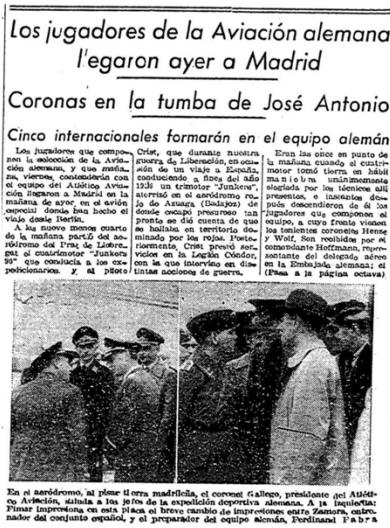 Los jugadores de la Aviación alemana
l'egaron ayer a Madrid
Coronas en la tumba de José Antonio
Cinco internacionales formarán en el equipo alemán
Los jugadores que compo-
nen la selección de la Avia-
ción alemana, y que maña-
na, viernes, contenderán con
el equipo del Atlético Avia-
ción llegaron a Madrid en la
mañana de ayer, en el avión
especial donde han hecho el
viaje desde Berlín.
A las nueve menos cuarto
de la mañana partió del ae-
ródromo del Prat de Llobre-
gat el cuatrimotor "Junkers
90" que conducía a los ex-
pedicionarios y al piloto
Crist, que durante nuestra
guerra de Liberación, en oca-
sión de un viaje a España,
conduciendo a fines del año
1936 un trimotor "Junkers",
aterrizó en el aeródromo ro-
jo de Azuaga (Badajoz) de
donde ocapó presuroso tan
pronto se dió cuenta de que
se hallaba en territorio do-
minado por los rojos. Poste-
riormente, Crist prestó ser-
vicios en la Legión Cóndor,
con la que intervino en dis-
tintas acciones de guerra.
Eran las once en punto de
la mañana cuando el cuatri-
motor tomó tierra en hábil
maniobra unánimemente
elogiada por los técnicos allí
presentes, e instantes des-
pués descendieron de él los
jugadores que componen el
equipo, a cuyo frente vienen
los tenientes coroneles Hense
y Wolf. Son recibidos por el
comandante Hoffmann, repre-
sentante del delegado aéreo
en la Embajada alemana; el
(Pasa a la página octava)
En el aeródromo, al pisar tierra madrileña, el coronel Gallego, presidente del Atléti-
co Aviación, saluda a los jefes de la expedición deportiva alemana. A la izquierda:
Pimar impresiona en esta placa el breve cambio de impresiones entre Zamora, entre-
nador del conjunto español, y el preparador del equipo alemán, Ferdinand Fabra